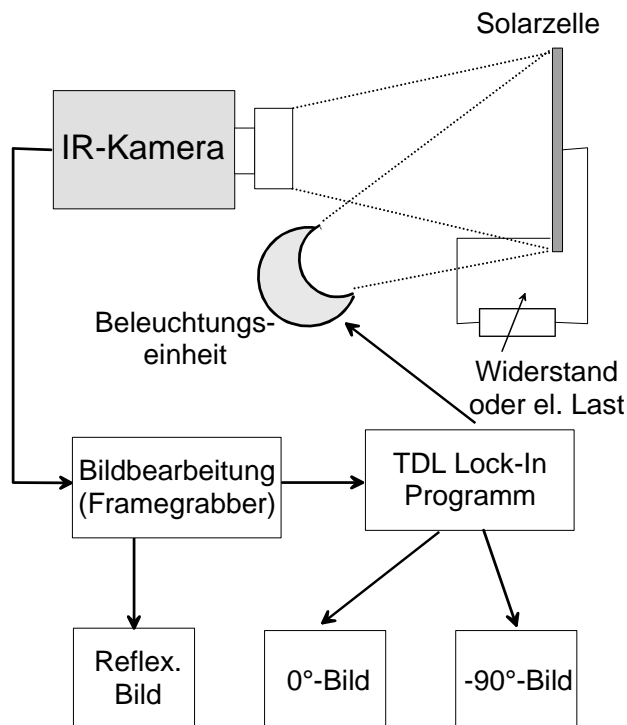 Solarzelle
IR-Kamera
Beleuchtungs-
einheit
Widerstand
oder el. Last
Bildbearbeitung
(Framegrabber)
TDL Lock-In
Programm
Reflex.
Bild
0°-Bild
-90°-Bild